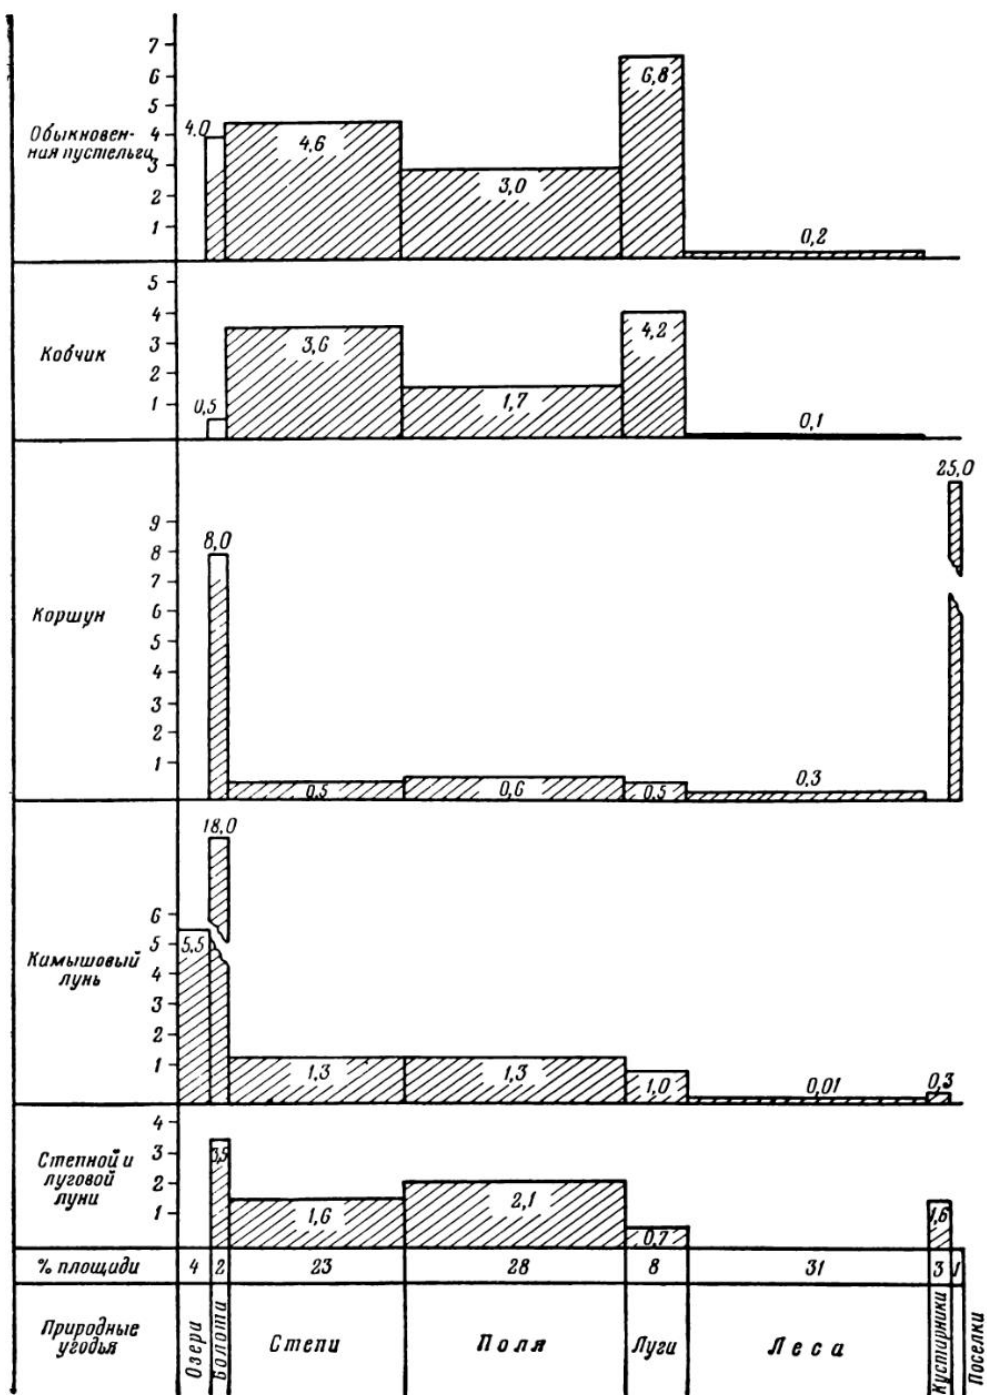 7
6
5
4
3
2
1
Обыкновен-
ная пустельга
4.0
4,6
3,0
6,8
0,2
5
4
3
2
1
Кобчик
0,5
3,6
1,7
4,2
0,1
25,0
9
8
7
6
5
4
3
2
1
Коршун
8,0
0,5
0,6
0,5
0,3
18,0
6
5
4
3
2
1
Камышовый
лунь
5,5
1,3
1,3
1,0
0,01
0,3
4
3
2
1
Степной и
луговой
луни
3,5
1,6
2,1
0,7
1,6
% площади 4 2 23 28 8 31 3 1
Природные
угодья
Озера
Болота
Степи
Поля
Луги
Леса
Кустарники
Поселки